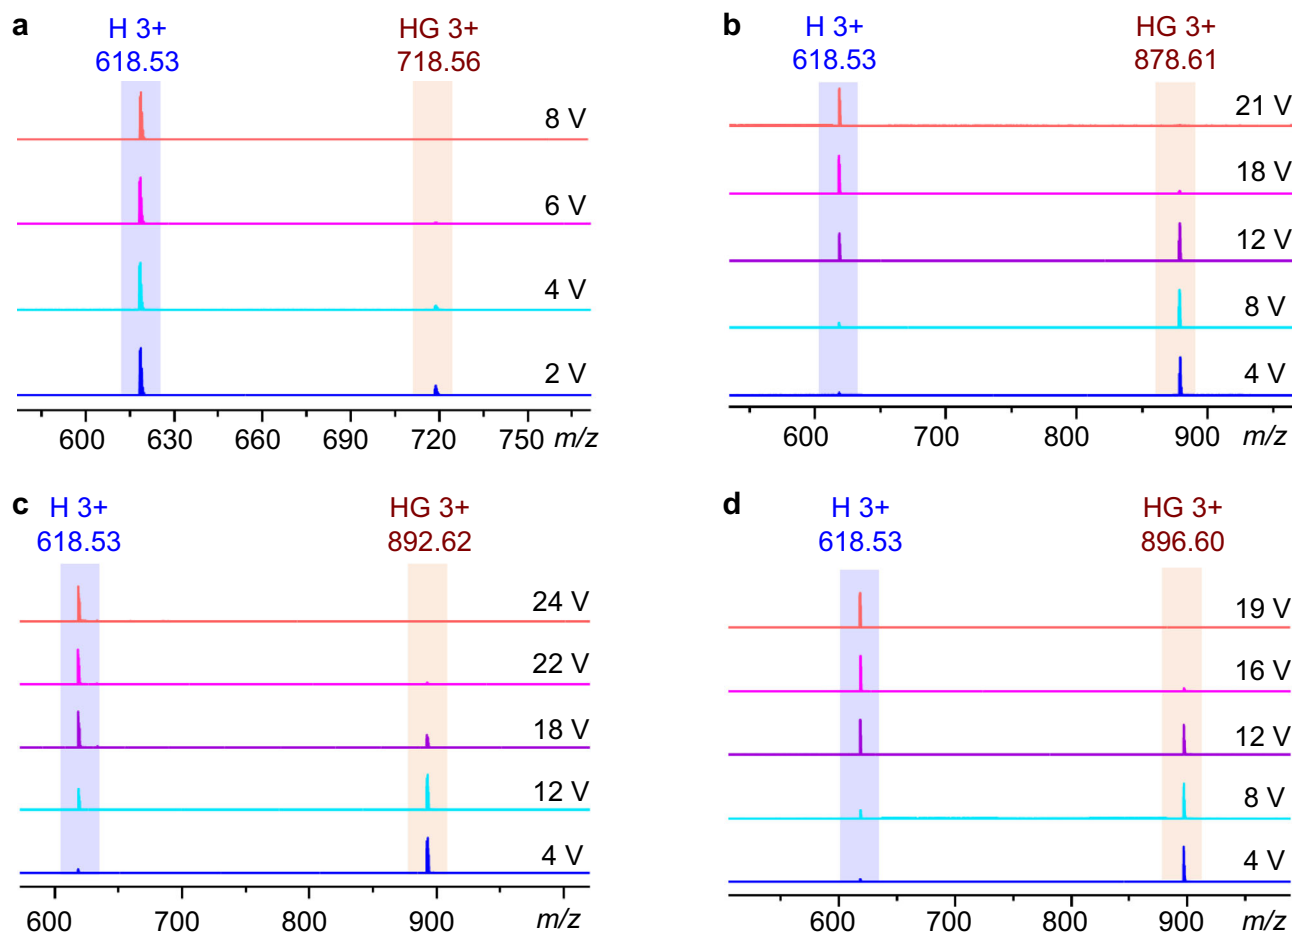 a
H 3+ HG 3+
618.53 718.56
8 V
6 V
4 V
2 V
600 630 660 690 720 750 m/z
b
H 3+ HG 3+
618.53 878.61
21 V
18 V
12 V
8 V
4 V
600 700 800 900 m/z
c
H 3+ HG 3+
618.53 892.62
24 V
22 V
18 V
12 V
4 V
600 700 800 900 m/z
d
H 3+ HG 3+
618.53 896.60
19 V
16 V
12 V
8 V
4 V
600 700 800 900 m/z